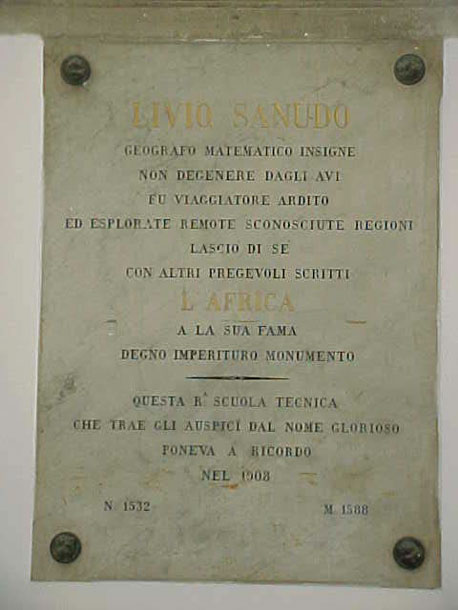 LIVIO SANUDO
GEOGRAFO MATEMATICO INSIGNE
NON DEGENERE DAGLI AVI
FU VIAGGIATORE ARDITO
ED ESPLORATE REMOTE SCONOSCIUTE REGIONI
LASCIO DI SE
CON ALTRI PREGEVOLI SCRITTI
L AFRICA
A LA SUA FAMA
DEGNO IMPERITURO MONUMENTO
QUESTA R.ª SCUOLA TECNICA
CHE TRAE GLI AUSPICI DAL NOME GLORIOSO
PONEVA A RICORDO
NEL 1908
N. 1532 M. 1588